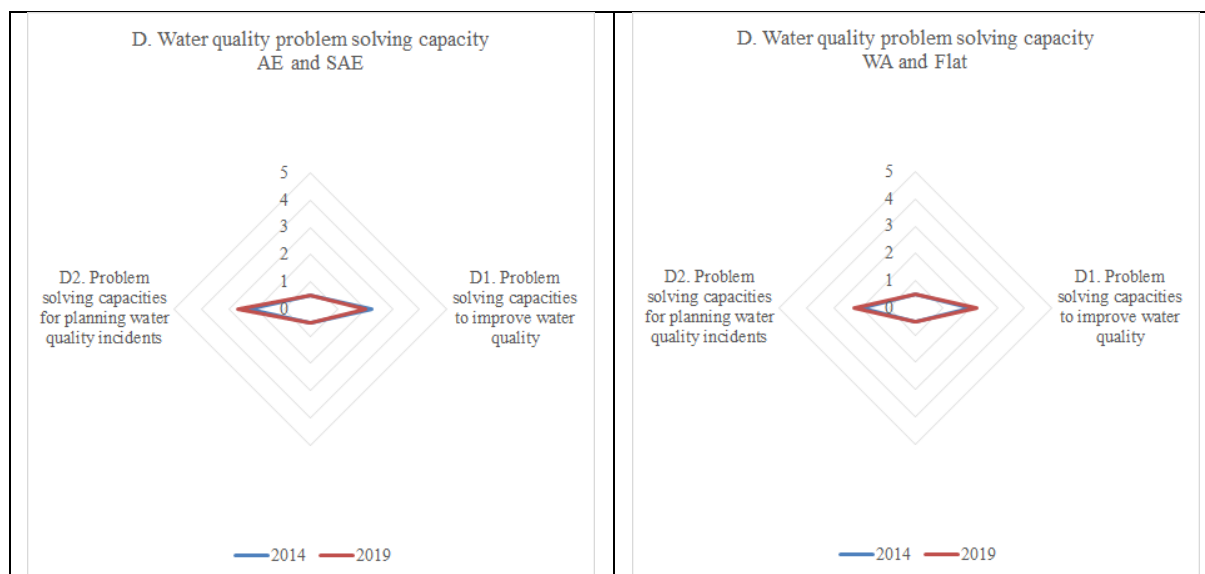 D. Water quality problem solving capacity
AE and SAE
5
4
3
2
1
0
D2. Problem
solving capacities
for planning water
quality incidents
D1. Problem
solving capacities
to improve water
quality
2014 2019
D. Water quality problem solving capacity
WA and Flat
5
4
3
2
1
0
D2. Problem
solving capacities
for planning water
quality incidents
D1. Problem
solving capacities
to improve water
quality
2014 2019